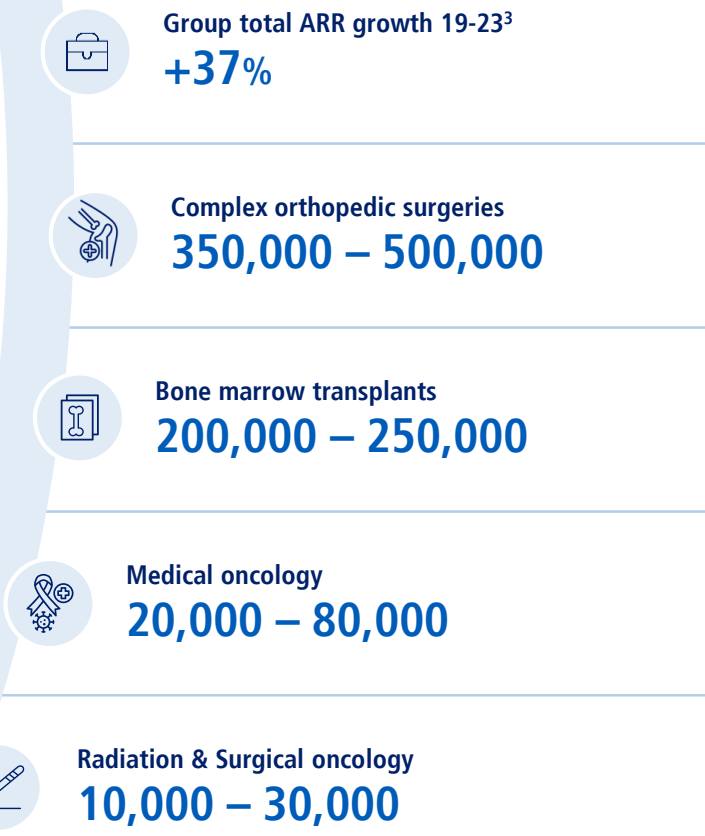 Group total ARR growth 19-23³
+37%
Complex orthopedic surgeries
350,000 – 500,000
Bone marrow transplants
200,000 – 250,000
Medical oncology
20,000 – 80,000
Radiation & Surgical oncology
10,000 – 30,000